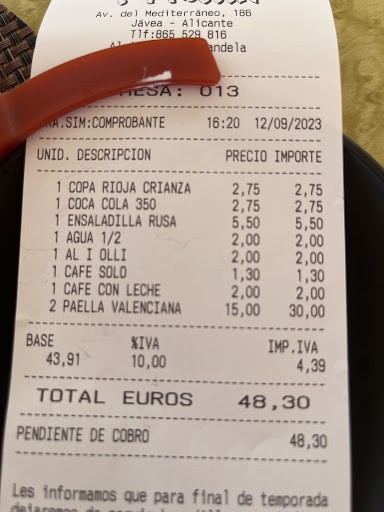 Av. del Mediterráneo, 186
Jávea - Alicante
Tlf:865 529 816
MESA: 013
SIM:COMPROBANTE 16:20 12/09/2023
UNID. DESCRIPCION PRECIO IMPORTE
1 COPA RIOJA CRIANZA 2,75 2,75
1 COCA COLA 350 2,75 2,75
1 ENSALADILLA RUSA 5,50 5,50
1 AGUA 1/2 2,00 2,00
1 AL I OLLI 2,00 2,00
1 CAFE SOLO 1,30 1,30
1 CAFE CON LECHE 2,00 2,00
2 PAELLA VALENCIANA 15,00 30,00
BASE %IVA IMP.IVA
43,91 10,00 4,39
TOTAL EUROS 48,30
PENDIENTE DE COBRO 48,30
Les informamos que para final de temporada